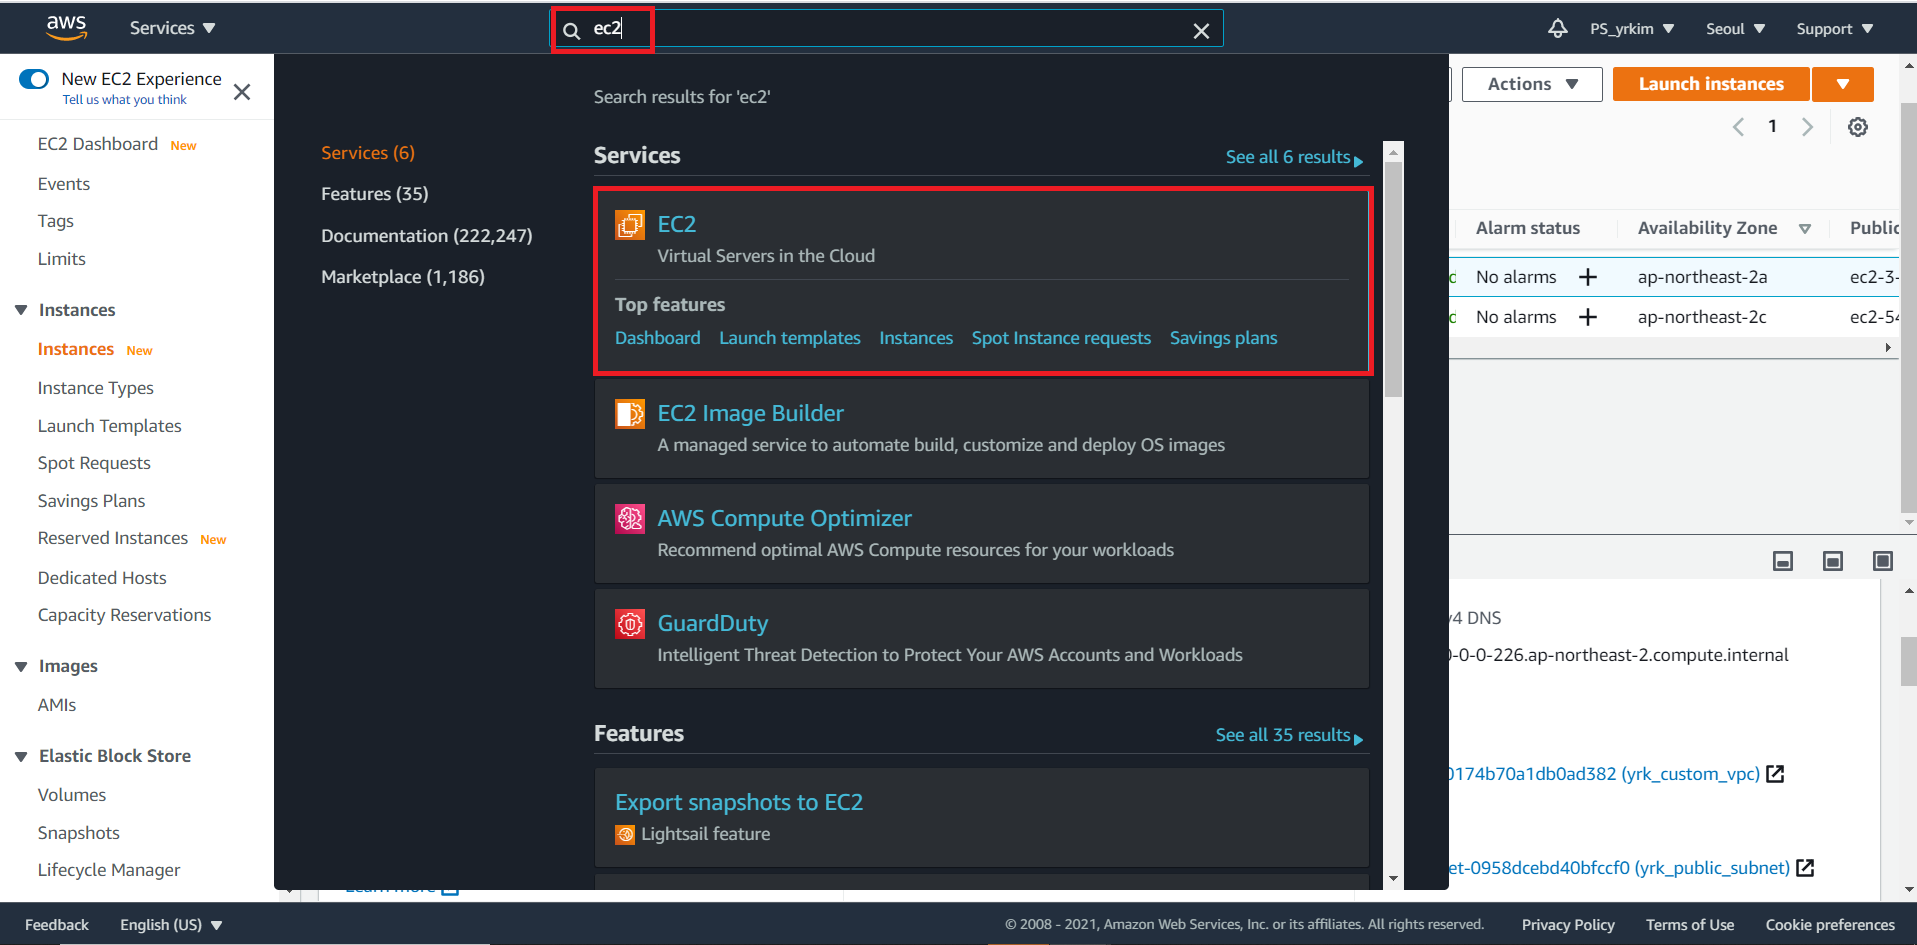 aws
Services
ec2
PS_yrkim
Seoul
Support
New EC2 Experience
Tell us what you think
EC2 Dashboard New
Events
Tags
Limits
Instances
Instances New
Instance Types
Launch Templates
Spot Requests
Savings Plans
Reserved Instances New
Dedicated Hosts
Capacity Reservations
Images
AMIs
Elastic Block Store
Volumes
Snapshots
Lifecycle Manager
Search results for 'ec2'
Services (6)
Features (35)
Documentation (222,247)
Marketplace (1,186)
Services
See all 6 results
EC2
Virtual Servers in the Cloud
Top features
Dashboard Launch templates Instances Spot Instance requests Savings plans
EC2 Image Builder
A managed service to automate build, customize and deploy OS images
AWS Compute Optimizer
Recommend optimal AWS Compute resources for your workloads
GuardDuty
Intelligent Threat Detection to Protect Your AWS Accounts and Workloads
Features
See all 35 results
Export snapshots to EC2
Lightsail feature
Actions
Launch instances
1
Alarm status Availability Zone Public
No alarms + ap-northeast-2a ec2-3-
No alarms + ap-northeast-2c ec2-54
v4 DNS
0-0-0-226.ap-northeast-2.compute.internal
0174b70a1db0ad382 (yrk_custom_vpc)
et-0958dcebd40bfccf0 (yrk_public_subnet)
Feedback
English (US)
© 2008 - 2021, Amazon Web Services, Inc. or its affiliates. All rights reserved.
Privacy Policy
Terms of Use
Cookie preferences